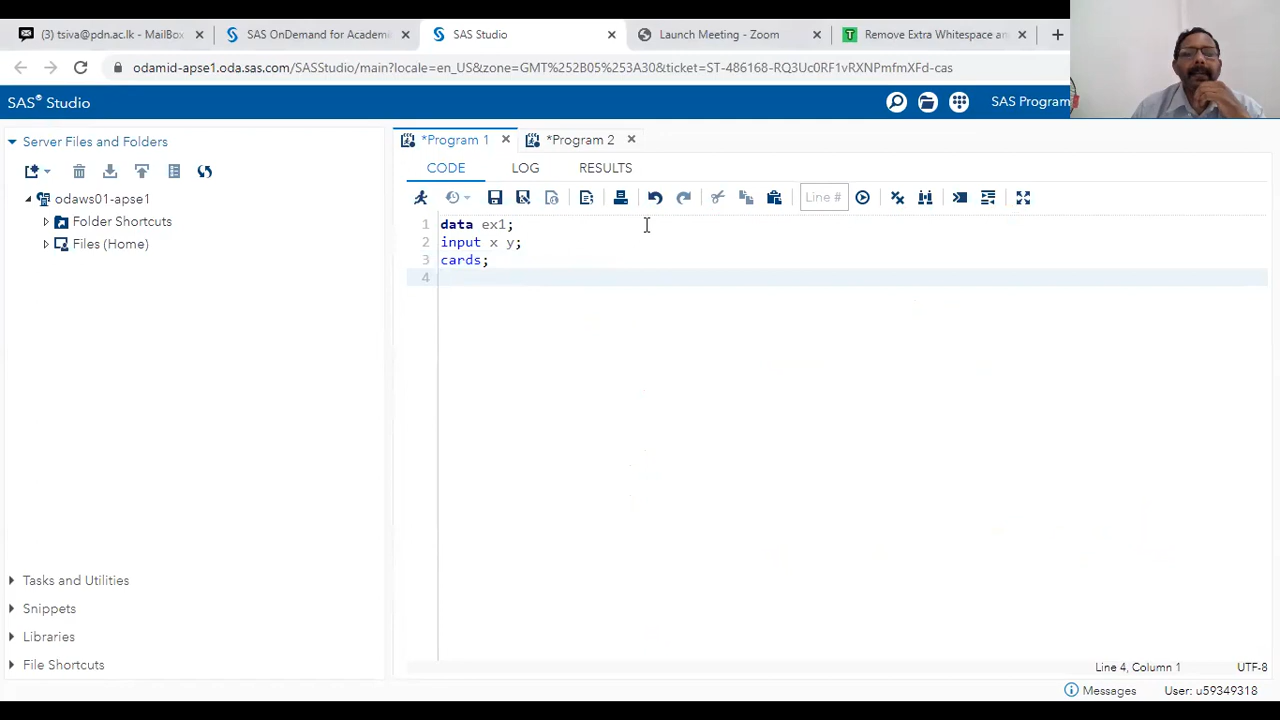 (3) tsiva@pdn.ac.lk - MailBox
SAS OnDemand for Academi
SAS Studio
Launch Meeting - Zoom
Remove Extra Whitespace an
odamid-apse1.oda.sas.com/SASStudio/main?locale=en_US&zone=GMT%252B05%253A30&ticket=ST-486168-RQ3Uc0RF1vRXNPmfmXFd-cas
SAS® Studio
SAS Program
Server Files and Folders
odaws01-apse1
Folder Shortcuts
Files (Home)
Tasks and Utilities
Snippets
Libraries
File Shortcuts
*Program 1
*Program 2
CODE
LOG
RESULTS
Line #
1 data ex1;
2 input x y;
3 cards;
4
Line 4, Column 1
UTF-8
Messages
User: u59349318